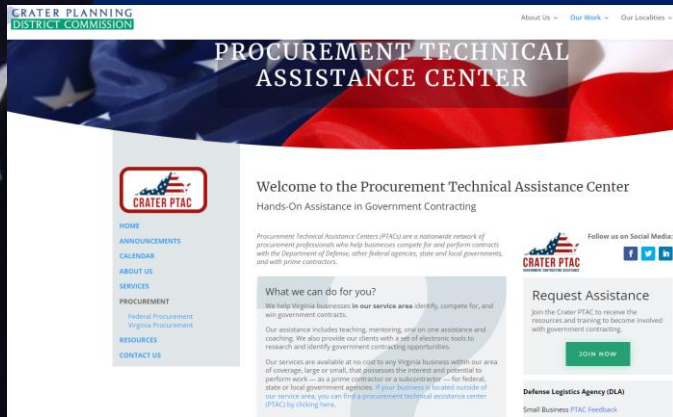 CRATER PLANNING
DISTRICT COMMISSION
About Us
Our Work
Our Localities
PROCUREMENT TECHNICAL
ASSISTANCE CENTER
CRATER PTAC
HOME
ANNOUNCEMENTS
CALENDAR
ABOUT US
SERVICES
PROCUREMENT
Federal Procurement
Virginia Procurement
RESOURCES
CONTACT US
Welcome to the Procurement Technical Assistance Center
Hands-On Assistance in Government Contracting
Procurement Technical Assistance Centers (PTACs) are a nationwide network of
procurement professionals who help businesses compete for and perform contracts
with the Department of Defense, other federal agencies, state and local governments,
and with prime contractors.
What we can do for you?
We help Virginia businesses in our service area identify, compete for, and
win government contracts.
Our assistance includes teaching, mentoring, one on one assistance and
coaching. We also provide our clients with a set of electronic tools to
research and identify government contracting opportunities.
Our services are available at no cost to any Virginia business within our area
of coverage, large or small, that possesses the interest and potential to
perform work — as a prime contractor or a subcontractor — for federal,
state or local government agencies. If your business is located outside of
our service area, you can find a procurement technical assistance center
(PTAC) by clicking here.
CRATER PTAC
GOVERNMENT CONTRACTING ASSISTANCE
Follow us on Social Media:
Request Assistance
Join the Crater PTAC to receive the
resources and training to become involved
with government contracting.
JOIN NOW
Defense Logistics Agency (DLA)
Small Business PTAC Feedback